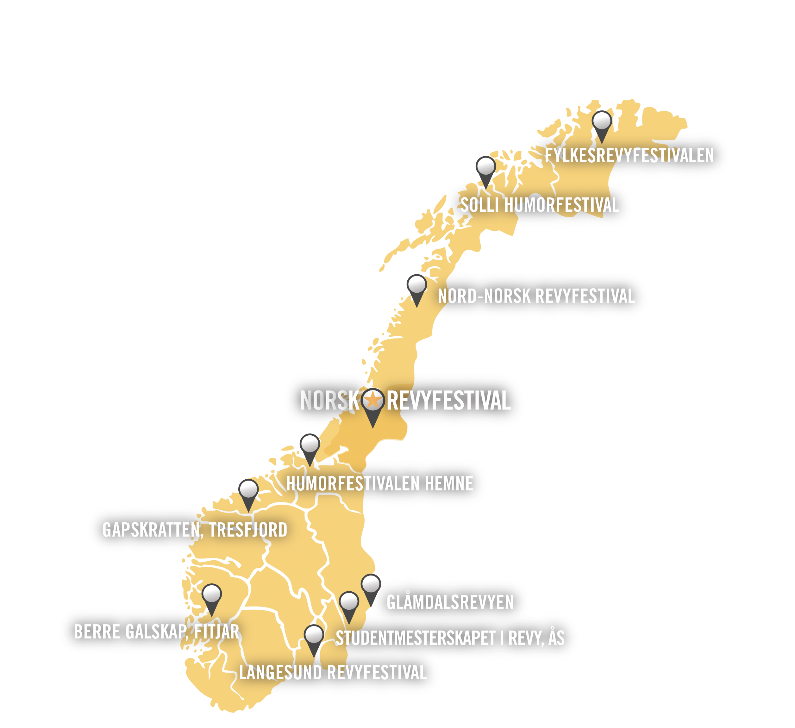 FYLKESREVYFESTIVALEN
SOLLI HUMORFESTIVAL
NORD-NORSK REVYFESTIVAL
NORSK REVYFESTIVAL
HUMORFESTIVALEN HEMNE
GAPSKRATTEN, TRESFJORD
GLÅMDALSREVYEN
BERRE GALSKAP, FITJAR
STUDENTMESTERSKAPET I REVY, ÅS
LANGESUND REVYFESTIVAL